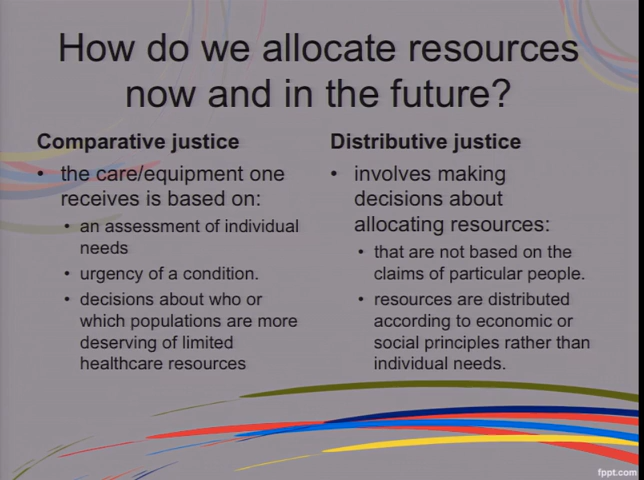 How do we allocate resources
now and in the future?
Comparative justice
• the care/equipment one
receives is based on:
• an assessment of individual
needs
• urgency of a condition.
• decisions about who or
which populations are more
deserving of limited
healthcare resources
Distributive justice
• involves making
decisions about
allocating resources:
• that are not based on the
claims of particular people.
• resources are distributed
according to economic or
social principles rather than
individual needs.
fppt.com